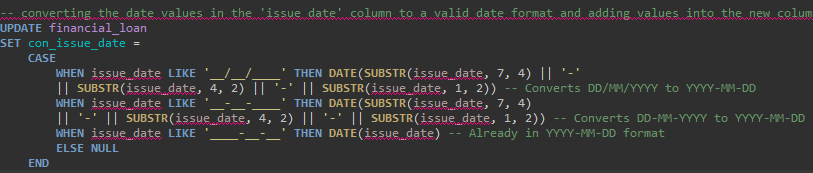 -- converting the date values in the 'issue date' column to a valid date format and adding values into the new colum
UPDATE financial_loan
SET con_issue_date =
CASE
WHEN issue_date LIKE '__/__/____' THEN DATE(SUBSTR(issue_date, 7, 4) || '-'
|| SUBSTR(issue_date, 4, 2) || '-' || SUBSTR(issue_date, 1, 2)) -- Converts DD/MM/YYYY to YYYY-MM-DD
WHEN issue_date LIKE '__-__-____' THEN DATE(SUBSTR(issue_date, 7, 4)
|| '-' || SUBSTR(issue_date, 4, 2) || '-' || SUBSTR(issue_date, 1, 2)) -- Converts DD-MM-YYYY to YYYY-MM-DD
WHEN issue_date LIKE '____-__-__' THEN DATE(issue_date) -- Already in YYYY-MM-DD format
ELSE NULL
END